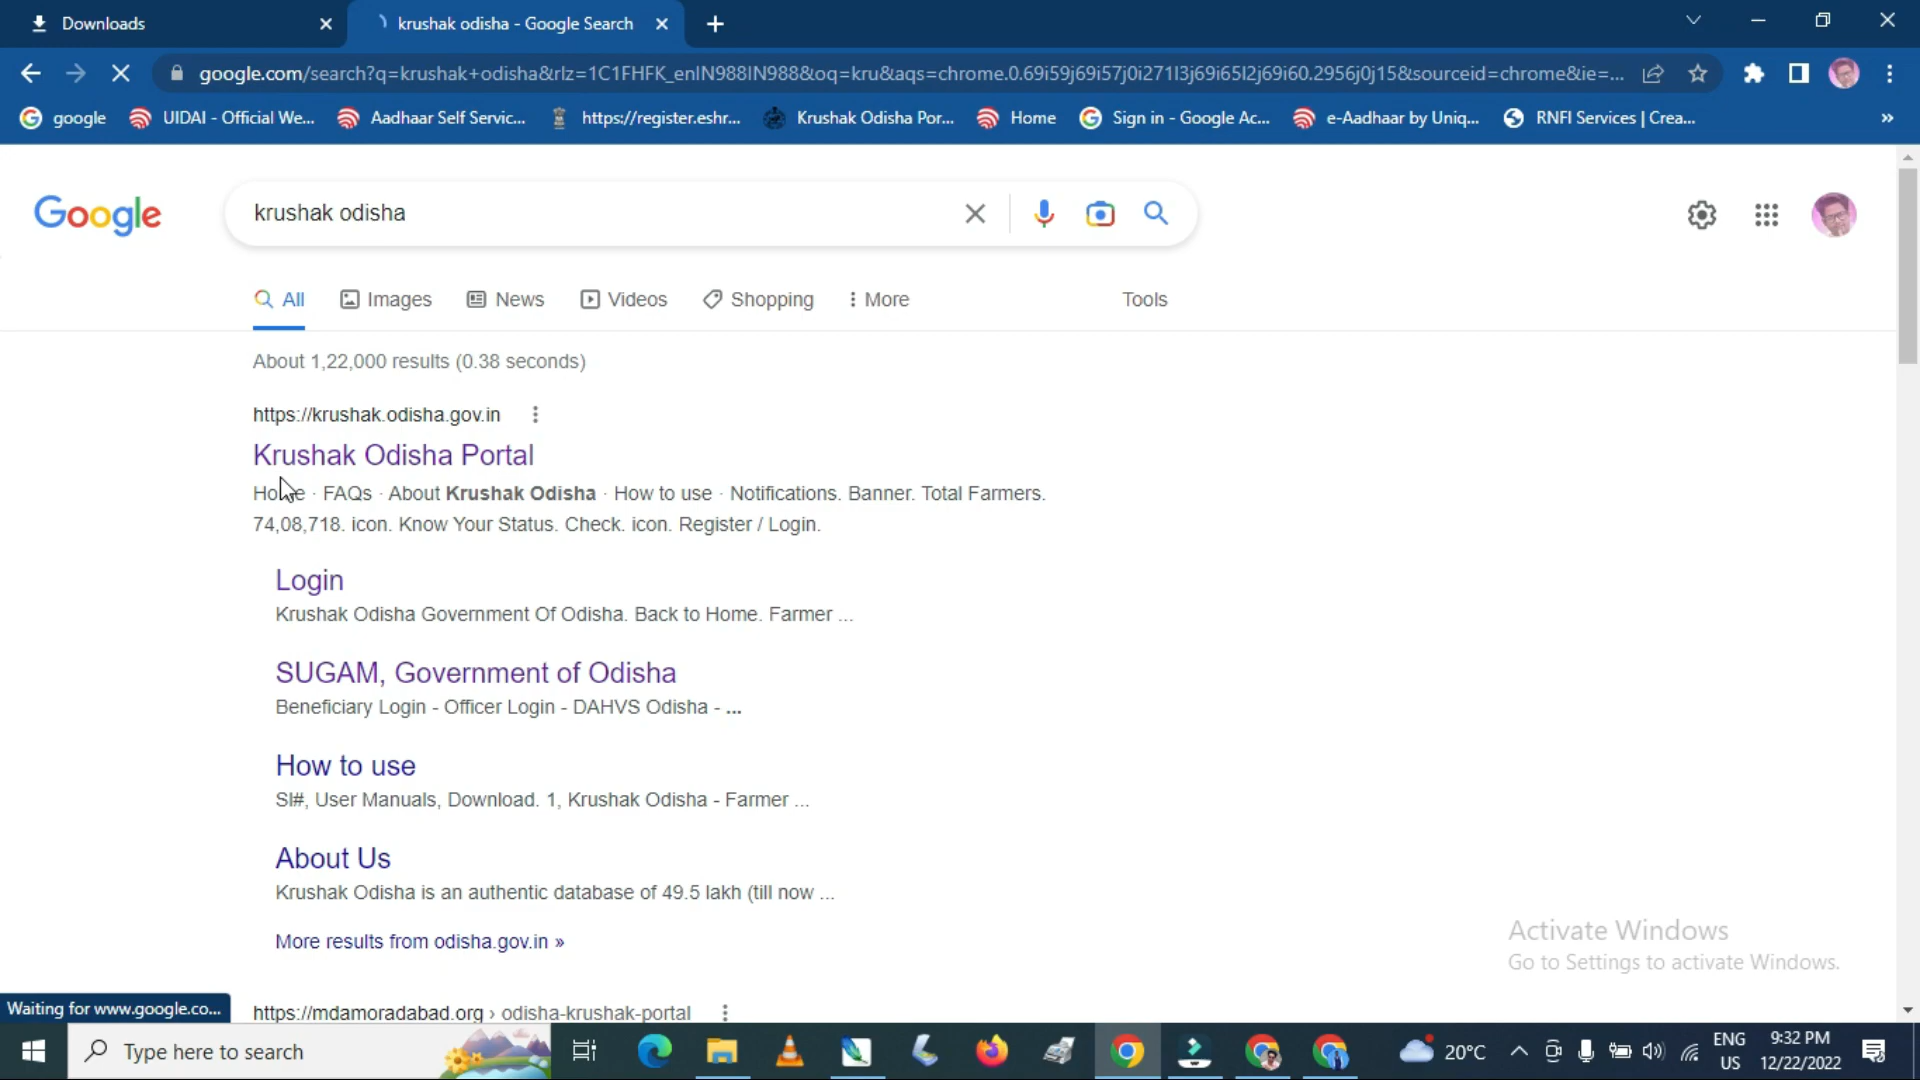 Downloads
krushak odisha - Google Search
google.com/search?q=krushak+odisha&rlz=1C1FHFK_enIN988IN988&oq=kru&aqs=chrome.0.69i59j69i57j0i271l3j69i65l2j69i60.2956j0j15&sourceid=chrome&ie=...
google
UIDAI - Official We...
Aadhaar Self Servic...
https://register.eshr...
Krushak Odisha Por...
Home
Sign in - Google Ac...
e-Aadhaar by Uniq...
RNFI Services | Crea...
Google
krushak odisha
All
Images
News
Videos
Shopping
More
Tools
About 1,22,000 results (0.38 seconds)
https://krushak.odisha.gov.in
Krushak Odisha Portal
Home · FAQs · About Krushak Odisha · How to use · Notifications. Banner. Total Farmers.
74,08,718. icon. Know Your Status. Check. icon. Register / Login.
Login
Krushak Odisha Government Of Odisha. Back to Home. Farmer ...
SUGAM, Government of Odisha
Beneficiary Login - Officer Login - DAHVS Odisha - ...
How to use
Sl#, User Manuals, Download. 1, Krushak Odisha - Farmer ...
About Us
Krushak Odisha is an authentic database of 49.5 lakh (till now ...
More results from odisha.gov.in »
Activate Windows
Go to Settings to activate Windows.
Waiting for www.google.co...
https://mdamoradabad.org › odisha-krushak-portal
Type here to search
20°C
ENG
US
9:32 PM
12/22/2022